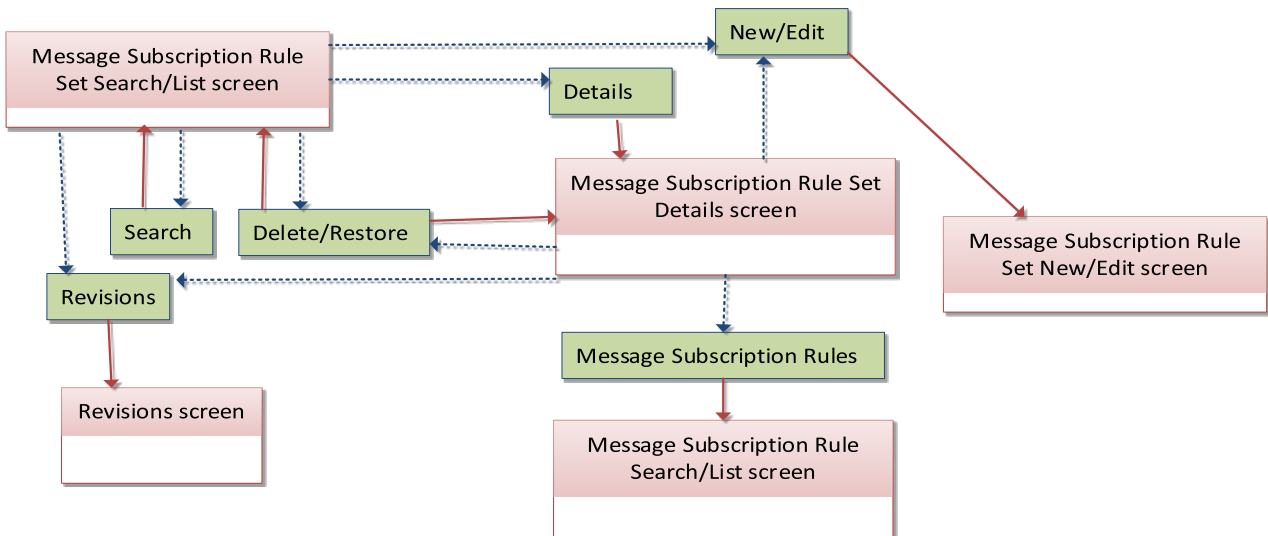 New/Edit
Message Subscription Rule
Set Search/List screen
Details
Message Subscription Rule Set
Details screen
Search
Delete/Restore
Message Subscription Rule
Set New/Edit screen
Revisions
Message Subscription Rules
Revisions screen
Message Subscription Rule
Search/List screen